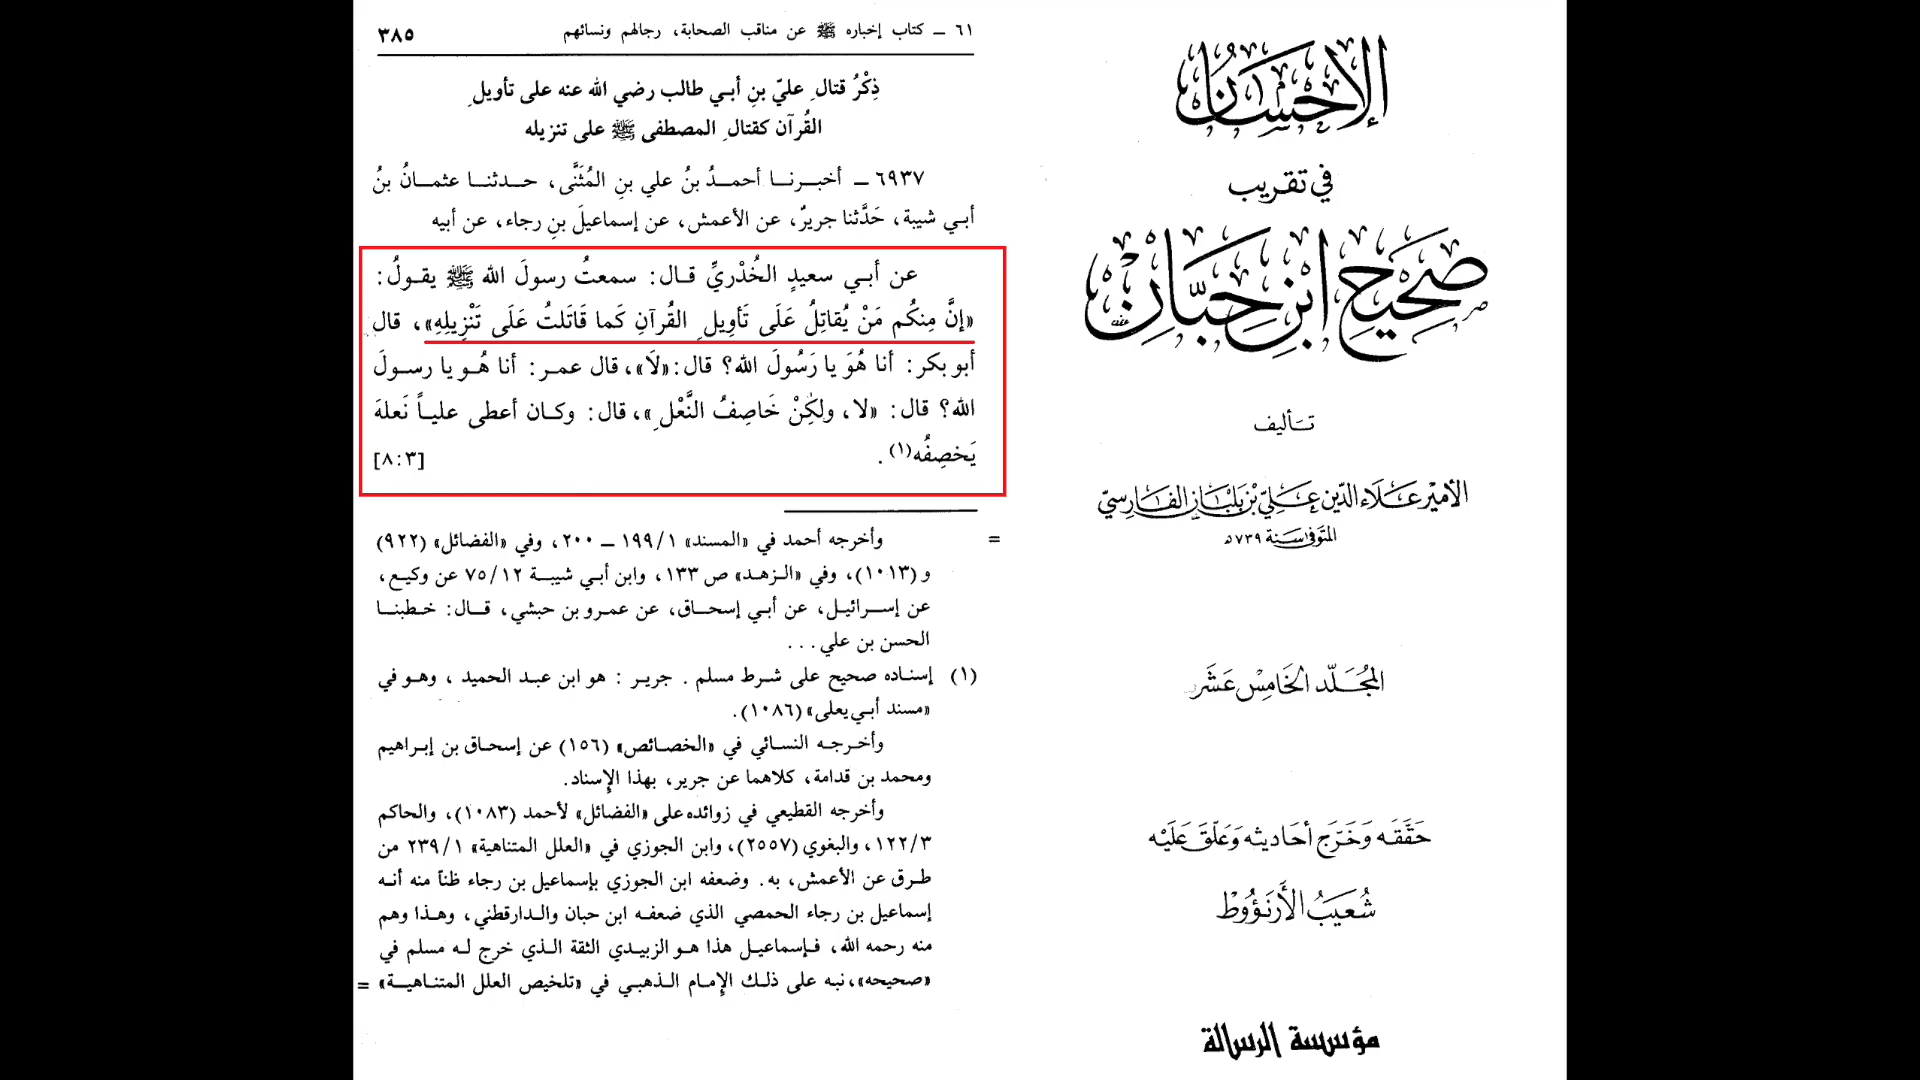 الإحسان
في تقريب
صحيح ابن حبان
تأليف
الأمير علاء الدين علي بن بلبان الفارسي
المتوفى سنة ٧٣٩ هـ
المجلد الخامس عشر
حققه وخرج أحاديثه وعلق عليه
شعيب الأرنؤوط
مؤسسة الرسالة
٦١ ـ كتاب إخباره ﷺ عن مناقب الصحابة، رجالهم ونسائهم ٣٨٥
ذِكْرُ قتالِ عليّ بنِ أبي طالب رضي الله عنه على تأويلِ
القُرآن كقتالِ المصطفى ﷺ على تنزيله
٦٩٣٧ ـ أخبرنا أحمدُ بنُ علي بنِ المُثَنَّى، حدثنا عثمانُ بنُ
أبي شيبة، حَدَّثنا جريرٌ، عن الأعمش، عن إسماعيلَ بنِ رجاء، عن أبيه
عن أبي سعيدٍ الخُدْريِّ قال: سمعتُ رسولَ الله ﷺ يقولُ:
«إنَّ مِنكُم مَنْ يُقاتِلُ عَلَى تَأوِيلِ القُرآنِ كَما قَاتَلتُ عَلَى تَنْزِيلِهِ»، قال
أبو بكر: أنا هُوَ يا رَسُولَ الله؟ قال: «لَا»، قال عمر: أنا هُو يا رسولَ
الله؟ قال: «لا، ولكِنْ خَاصِفُ النَّعْلِ»، قال: وكان أعطى علياً نَعلهَ
يَخصِفُه(١). [٨:٣]
= وأخرجه أحمد في «المسند» ١/١٩٩ ـ ٢٠٠، وفي «الفضائل» (٩٢٢)
و (١٠١٣)، وفي «الزهد» ص ١٣٣، وابن أبي شيبة ١٢/٧٥ عن وكيع،
عن إسرائيل، عن أبي إسحاق، عن عمرو بن حبشي، قال: خطبنا
الحسن بن علي...
(١) إسناده صحيح على شرط مسلم. جرير: هو ابن عبد الحميد، وهو في
«مسند أبي يعلى» (١٠٨٦).
وأخرجه النسائي في «الخصائص» (١٥٦) عن إسحاق بن إبراهيم
ومحمد بن قدامة، كلاهما عن جرير، بهذا الإسناد.
وأخرجه القطيعي في زوائده على «الفضائل» لأحمد (١٠٨٣)، والحاكم
٣/١٢٢، والبغوي (٢٥٥٧)، وابن الجوزي في «العلل المتناهية» ١/٢٣٩ من
طرق عن الأعمش، به. وضعفه ابن الجوزي بإسماعيل بن رجاء ظناً منه أنه
إسماعيل بن رجاء الحمصي الذي ضعفه ابن حبان والدارقطني، وهذا وهم
منه رحمه الله، فإسماعيل هذا هو الزبيدي الثقة الذي خرج له مسلم في
«صحيحه»، نبه على ذلك الإمام الذهبي في «تلخيص العلل المتناهية» =